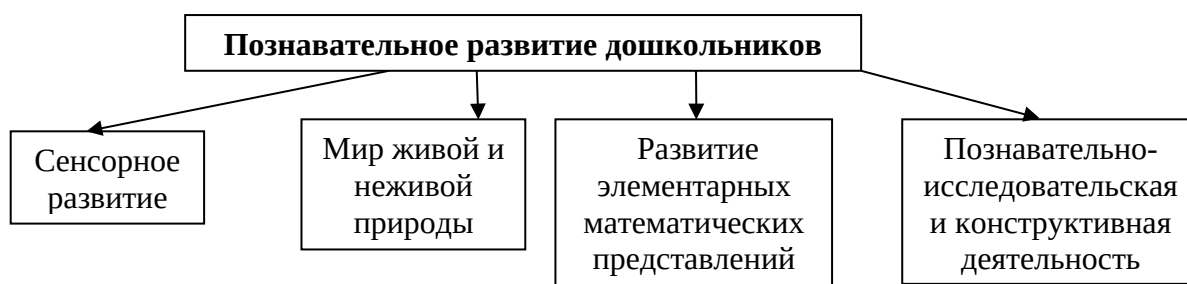 Познавательное развитие дошкольников
Сенсорное
развитие
Мир живой и
неживой
природы
Развитие
элементарных
математических
представлений
Познавательно-
исследовательская
и конструктивная
деятельность